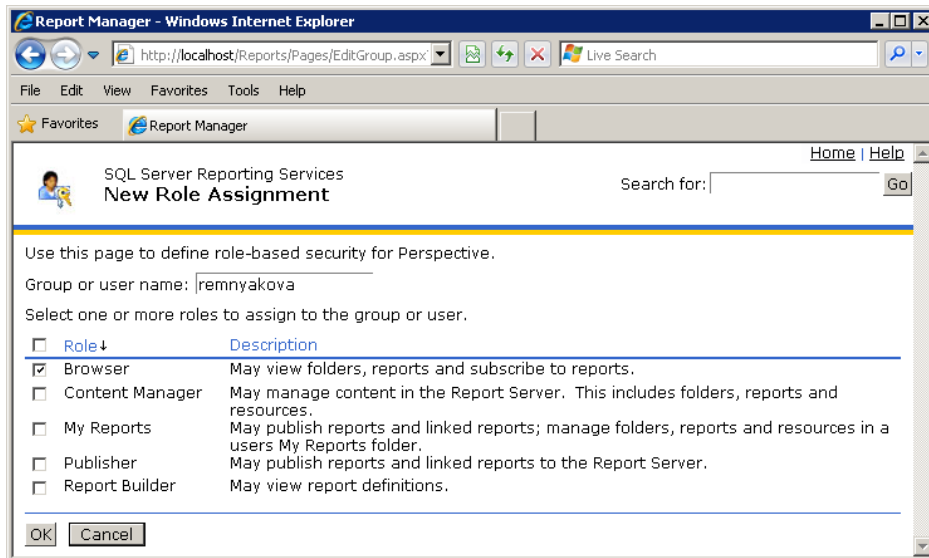 Report Manager - Windows Internet Explorer
http://localhost/Reports/Pages/EditGroup.aspx
Live Search
File Edit View Favorites Tools Help
Favorites Report Manager
Home | Help
SQL Server Reporting Services
New Role Assignment
Search for: Go
Use this page to define role-based security for Perspective.
Group or user name: remnyakova
Select one or more roles to assign to the group or user.
Role↓ Description
Browser May view folders, reports and subscribe to reports.
Content Manager May manage content in the Report Server. This includes folders, reports and
resources.
My Reports May publish reports and linked reports; manage folders, reports and resources in a
users My Reports folder.
Publisher May publish reports and linked reports to the Report Server.
Report Builder May view report definitions.
OK Cancel